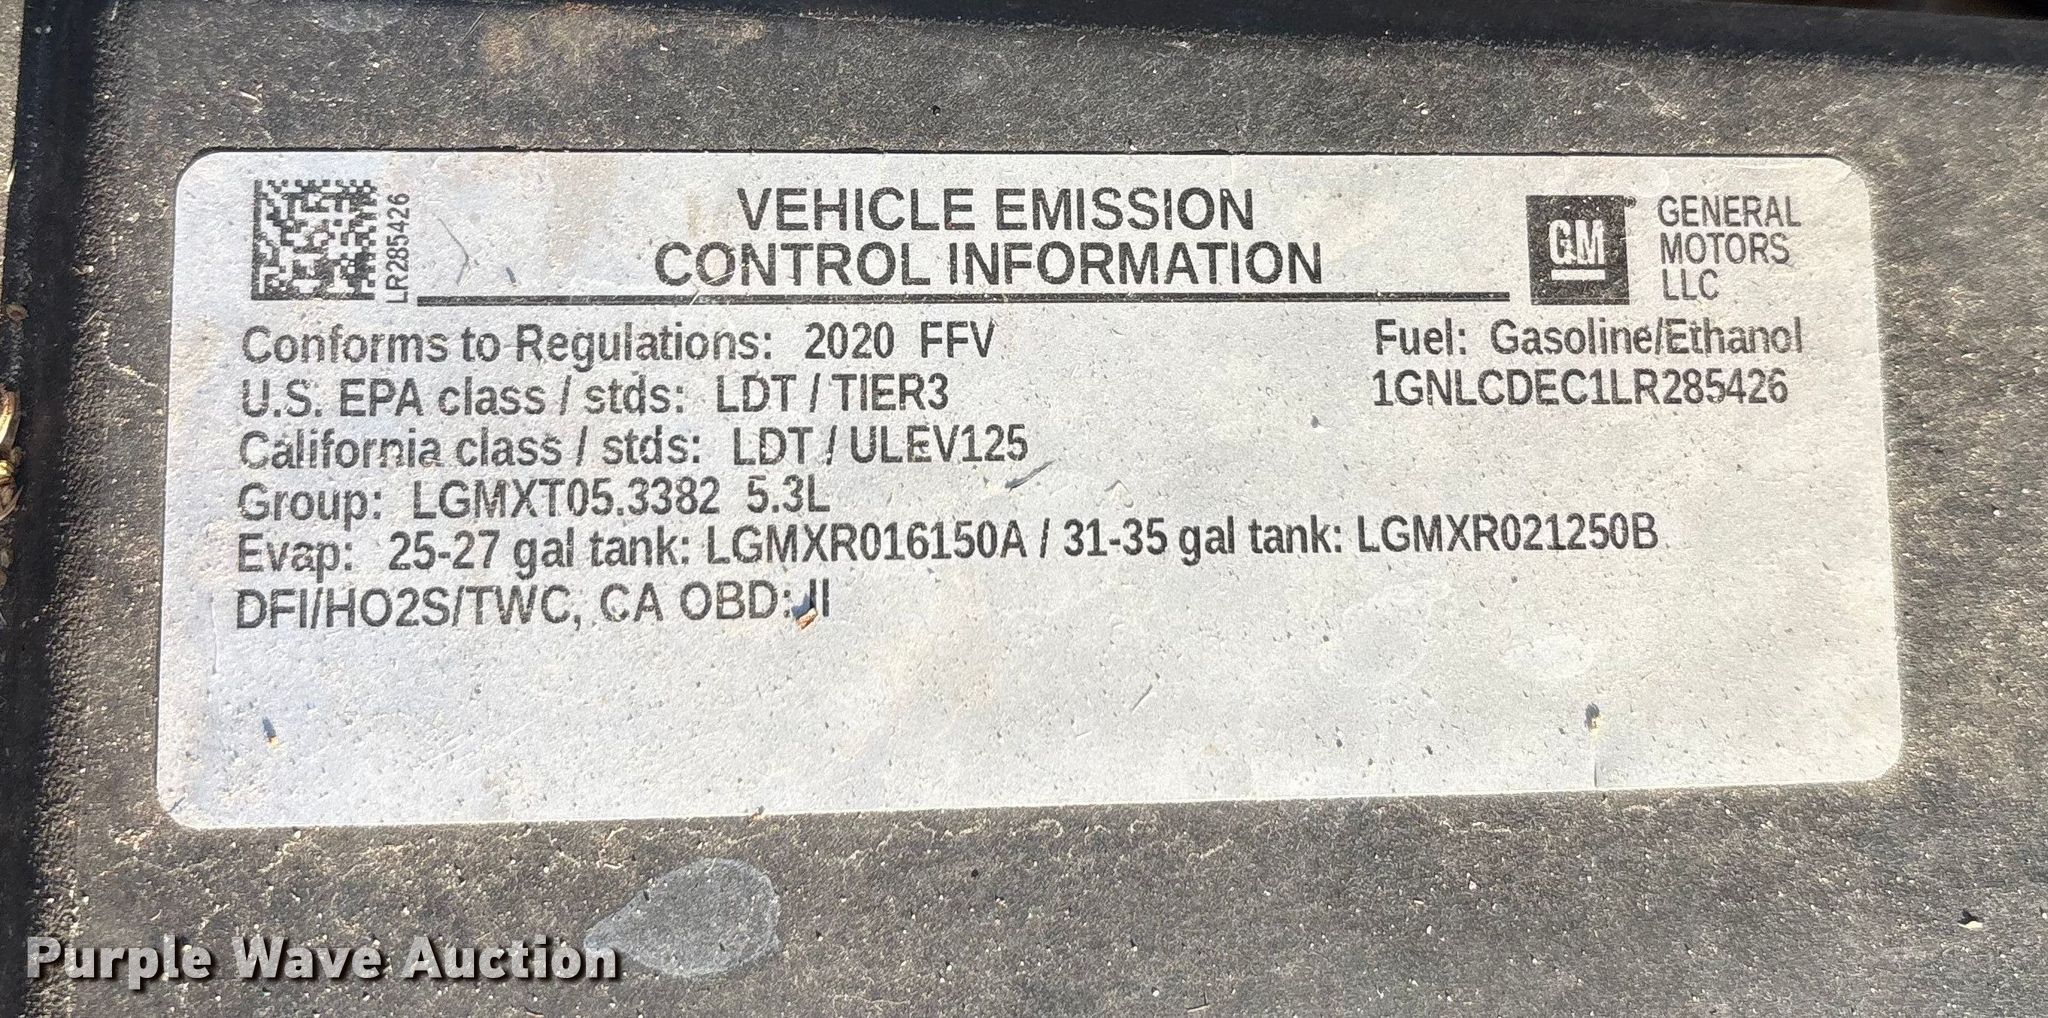 LR285426
VEHICLE EMISSION
CONTROL INFORMATION
GM
GENERAL
MOTORS
LLC
Conforms to Regulations: 2020 FFV
Fuel: Gasoline/Ethanol
U.S. EPA class / stds: LDT / TIER3
1GNLCDEC1LR285426
California class / stds: LDT / ULEV125
Group: LGMXT05.3382 5.3L
Evap: 25-27 gal tank: LGMXR016150A / 31-35 gal tank: LGMXR021250B
DFI/HO2S/TWC, CA OBD: II
Purple Wave Auction